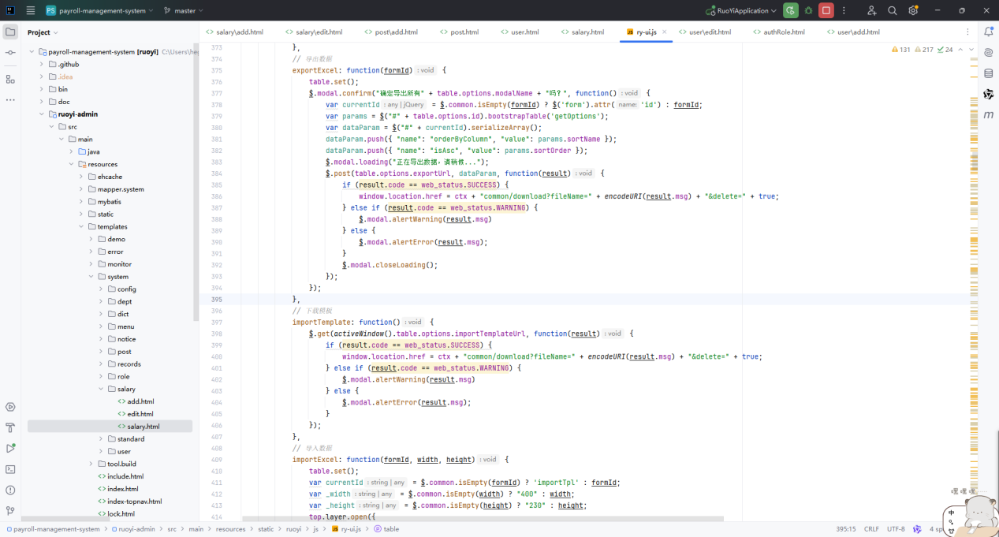 PS payroll-management-system master RuoYiApplication
Project
salary\add.html salary\edit.html post\add.html post.html user.html salary.html JS ry-ui.js user\edit.html authRole.html user\add.html
payroll-management-system [ruoyi] C:\Users\he
.github
.idea
bin
doc
ruoyi-admin
src
main
java
resources
ehcache
mapper.system
mybatis
static
templates
demo
error
monitor
system
config
dept
dict
menu
notice
post
records
role
salary
add.html
edit.html
salary.html
standard
user
tool.build
include.html
index.html
index-topnav.html
lock.html
131 217 24
373 },
374 // 导出数据
375 exportExcel: function(formId) : void {
376 table.set();
377 $.modal.confirm("确定导出所有" + table.options.modalName + "吗？", function() : void {
378 var currentId : any | jQuery = $.common.isEmpty(formId) ? $('form').attr( name: 'id') : formId;
379 var params = $("#" + table.options.id).bootstrapTable('getOptions');
380 var dataParam = $("#" + currentId).serializeArray();
381 dataParam.push({ "name": "orderByColumn", "value": params.sortName });
382 dataParam.push({ "name": "isAsc", "value": params.sortOrder });
383 $.modal.loading("正在导出数据，请稍候...");
384 $.post(table.options.exportUrl, dataParam, function(result) : void {
385 if (result.code == web_status.SUCCESS) {
386 window.location.href = ctx + "common/download?fileName=" + encodeURI(result.msg) + "&delete=" + true;
387 } else if (result.code == web_status.WARNING) {
388 $.modal.alertWarning(result.msg)
389 } else {
390 $.modal.alertError(result.msg);
391 }
392 $.modal.closeLoading();
393 });
394 });
395 },
396 // 下载模板
397 importTemplate: function() : void {
398 $.get(activeWindow().table.options.importTemplateUrl, function(result) : void {
399 if (result.code == web_status.SUCCESS) {
400 window.location.href = ctx + "common/download?fileName=" + encodeURI(result.msg) + "&delete=" + true;
401 } else if (result.code == web_status.WARNING) {
402 $.modal.alertWarning(result.msg)
403 } else {
404 $.modal.alertError(result.msg);
405 }
406 });
407 },
408 // 导入数据
409 importExcel: function(formId, width, height) : void {
410 table.set();
411 var currentId : string | any = $.common.isEmpty(formId) ? 'importTpl' : formId;
412 var _width : string | any = $.common.isEmpty(width) ? "400" : width;
413 var _height : string | any = $.common.isEmpty(height) ? "230" : height;
414 top.layer.open({
嘿 嘿 嘿
中
payroll-management-system > ruoyi-admin > src > main > resources > static > ruoyi > js > JS ry-ui.js > table 395:15 CRLF UTF-8 4 sp